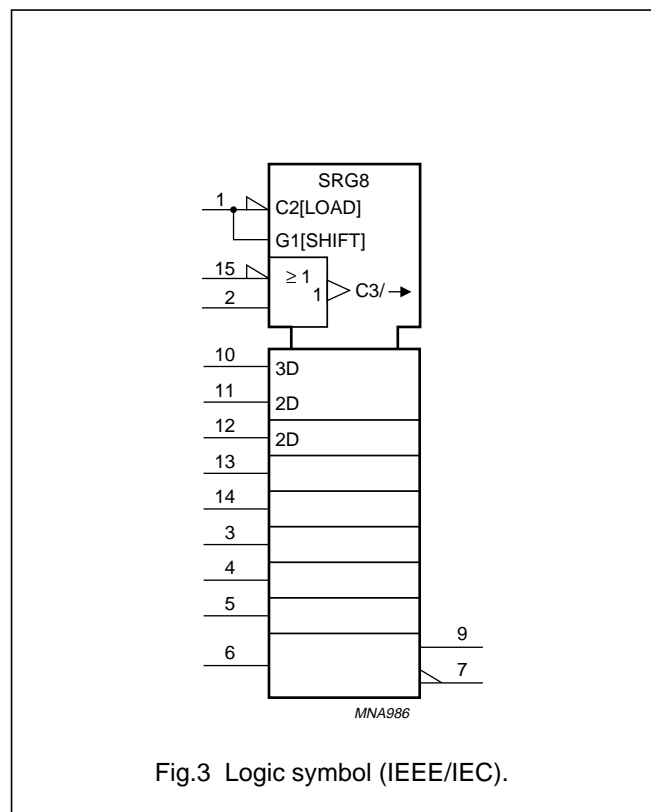 SRG8
1
C2[LOAD]
G1[SHIFT]
15
≥ 1
2
1
C3/ →
10
3D
11
2D
12
2D
13
14
3
4
5
9
6
7
MNA986
Fig.3 Logic symbol (IEEE/IEC).